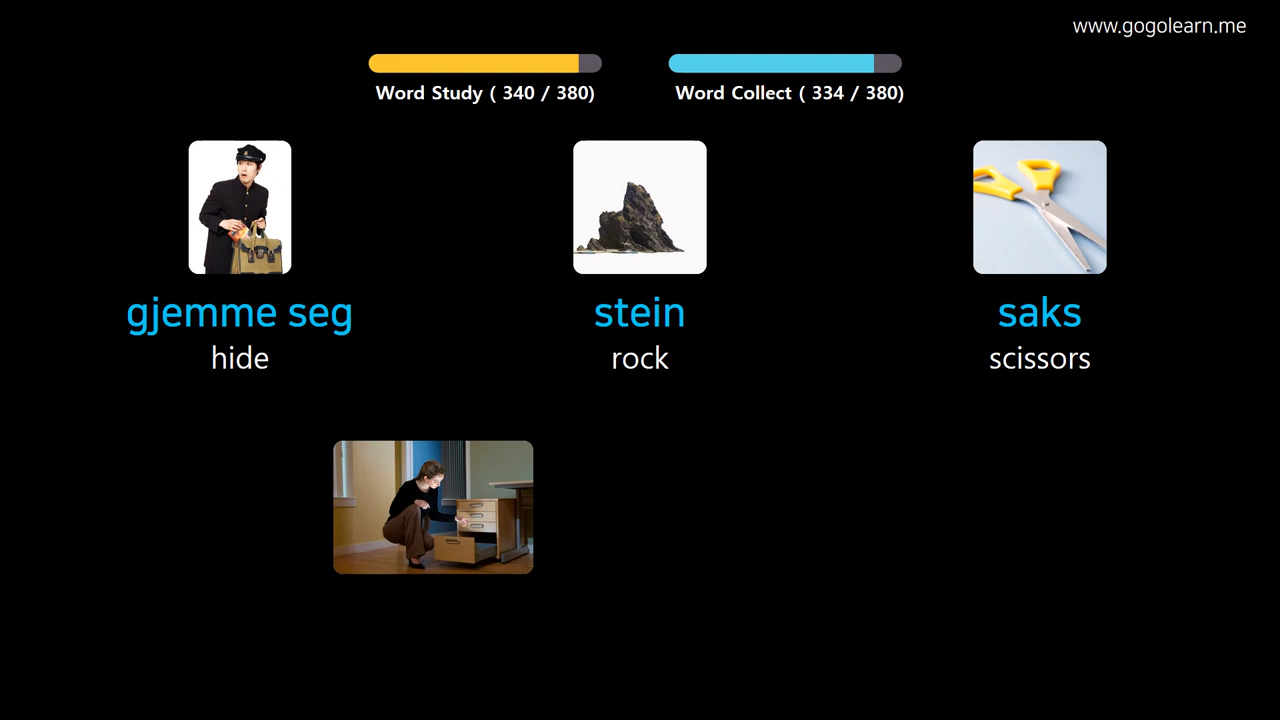 www.gogolearn.me
Word Study ( 340 / 380)
Word Collect ( 334 / 380)
gjemme seg
hide
stein
rock
saks
scissors